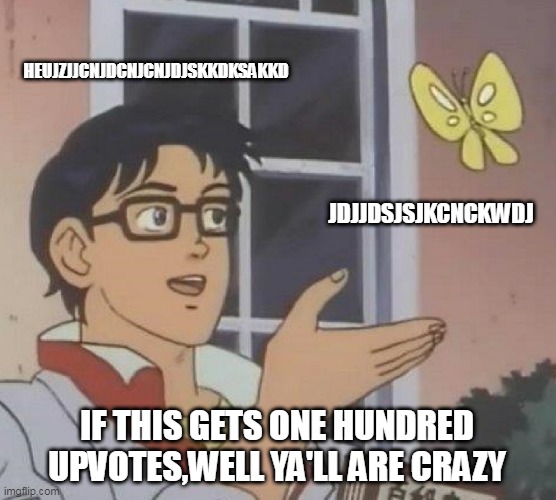 HEUJZJJCNJDCNJCNJDJSKKDKSAKKD
JDJJDSJSJKCNCKWDJ
IF THIS GETS ONE HUNDRED
UPVOTES,WELL YA'LL ARE CRAZY
imgflip.com